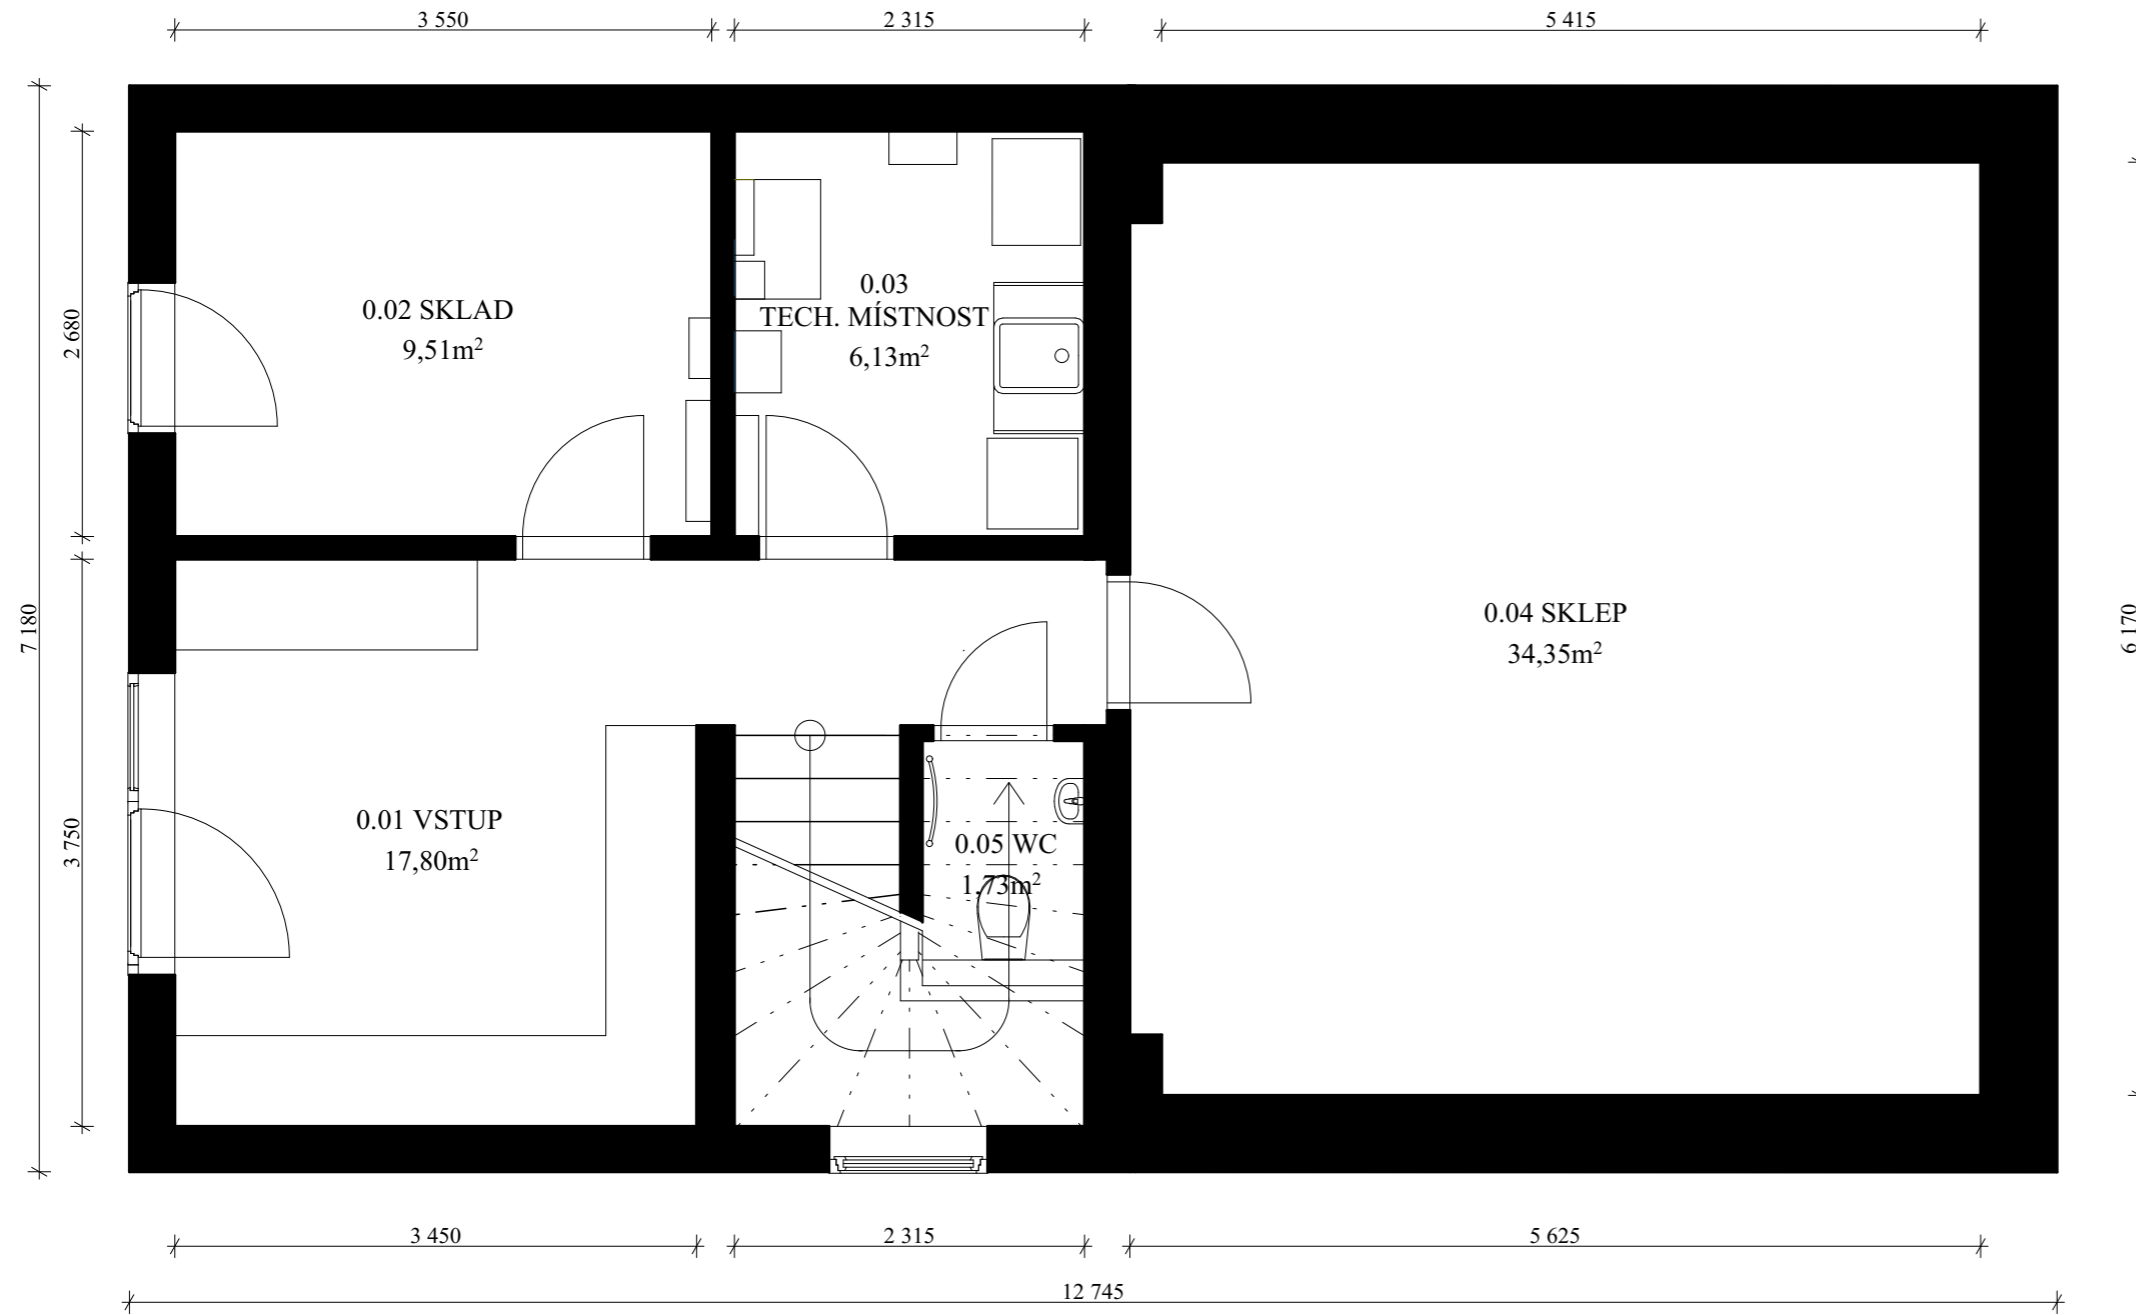 3 550
2 315
5 415
0.02 SKLAD
9,51m²
0.03
TECH. MÍSTNOST
6,13m²
2 680
7 180
0.04 SKLEP
34,35m²
6 170
0.01 VSTUP
17,80m²
3 750
0.05 WC
1,73m²
3 450
2 315
5 625
12 745